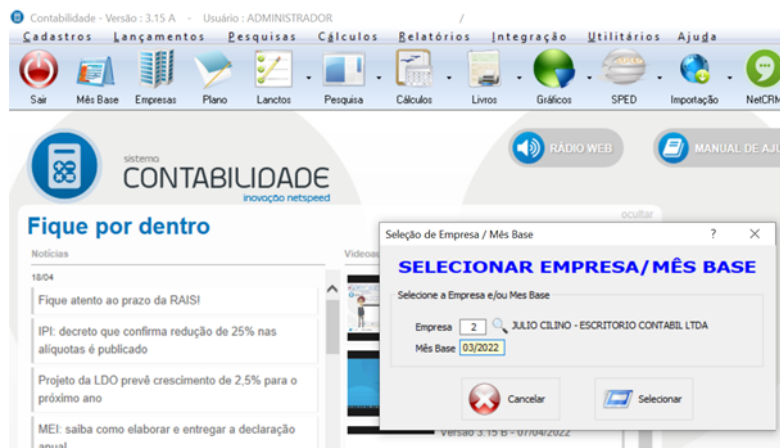 Contabilidade - Versão : 3.15 A - Usuário : ADMINISTRADOR /
Cadastros Lançamentos Pesquisas Cálculos Relatórios Integração Utilitários Ajuda
Sair Mês Base Empresas Plano Lanctos Pesquisa Cálculos Livros Gráficos SPED Importação NetCRM
sistema
CONTABILIDADE
inovação netspeed
RÁDIO WEB
MANUAL DE AJU
Fique por dentro
ocultar
Notícias
Videoau
18/04
Fique atento ao prazo da RAIS!
IPI: decreto que confirma redução de 25% nas
alíquotas é publicado
Projeto da LDO prevê crescimento de 2,5% para o
próximo ano
MEI: saiba como elaborar e entregar a declaração
anual
Seleção de Empresa / Mês Base ? ×
SELECIONAR EMPRESA/MÊS BASE
Selecione a Empresa e/ou Mes Base
Empresa 2 JULIO CILINO - ESCRITORIO CONTABIL LTDA
Mês Base 03/2022
Cancelar Selecionar
Versão 3.15 B - 07/04/2022